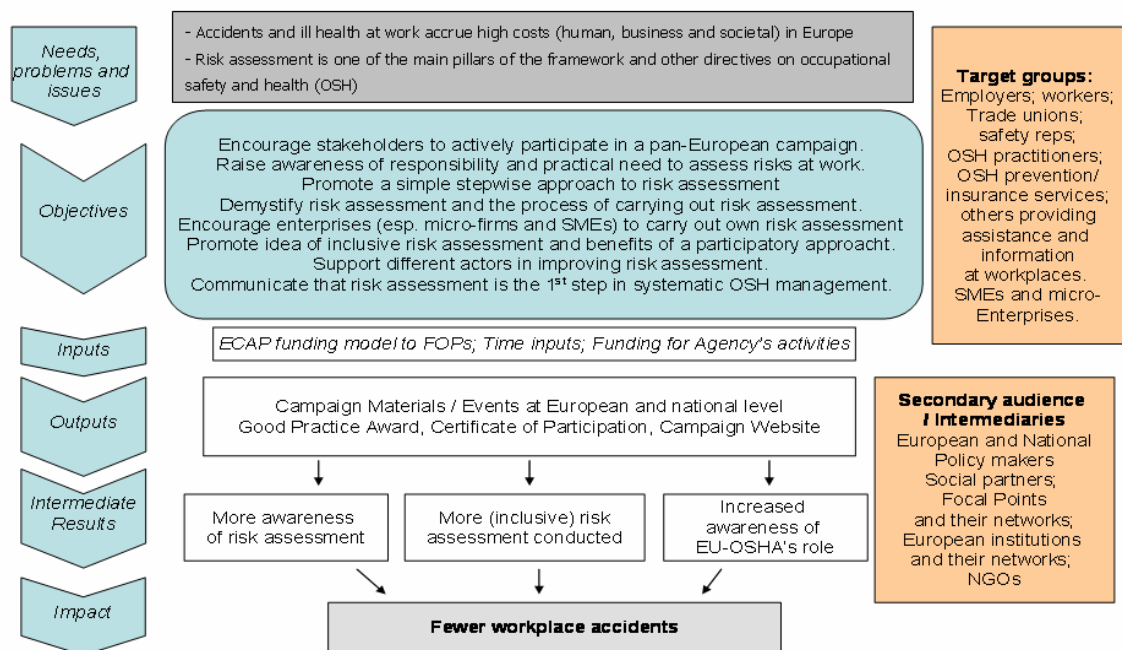 Needs,
problems and
issues
- Accidents and ill health at work accrue high costs (human, business and societal) in Europe
- Risk assessment is one of the main pillars of the framework and other directives on occupational
safety and health (OSH)
Objectives
Encourage stakeholders to actively participate in a pan-European campaign.
Raise awareness of responsibility and practical need to assess risks at work.
Promote a simple stepwise approach to risk assessment
Demystify risk assessment and the process of carrying out risk assessment.
Encourage enterprises (esp. micro-firms and SMEs) to carry out own risk assessment
Promote idea of inclusive risk assessment and benefits of a participatory approacht.
Support different actors in improving risk assessment.
Communicate that risk assessment is the 1st step in systematic OSH management.
Target groups:
Employers; workers;
Trade unions;
safety reps;
OSH practitioners;
OSH prevention/
insurance services;
others providing
assistance and
information
at workplaces.
SMEs and micro-
Enterprises.
Inputs
ECAP funding model to FOPs; Time inputs; Funding for Agency's activities
Outputs
Campaign Materials / Events at European and national level
Good Practice Award, Certificate of Participation, Campaign Website
Secondary audience
/ Intermediaries
European and National
Policy makers
Social partners;
Focal Points
and their networks;
European institutions
and their networks;
NGOs
Intermediate
Results
More awareness
of risk assessment
More (inclusive) risk
assessment conducted
Increased
awareness of
EU-OSHA's role
Impact
Fewer workplace accidents